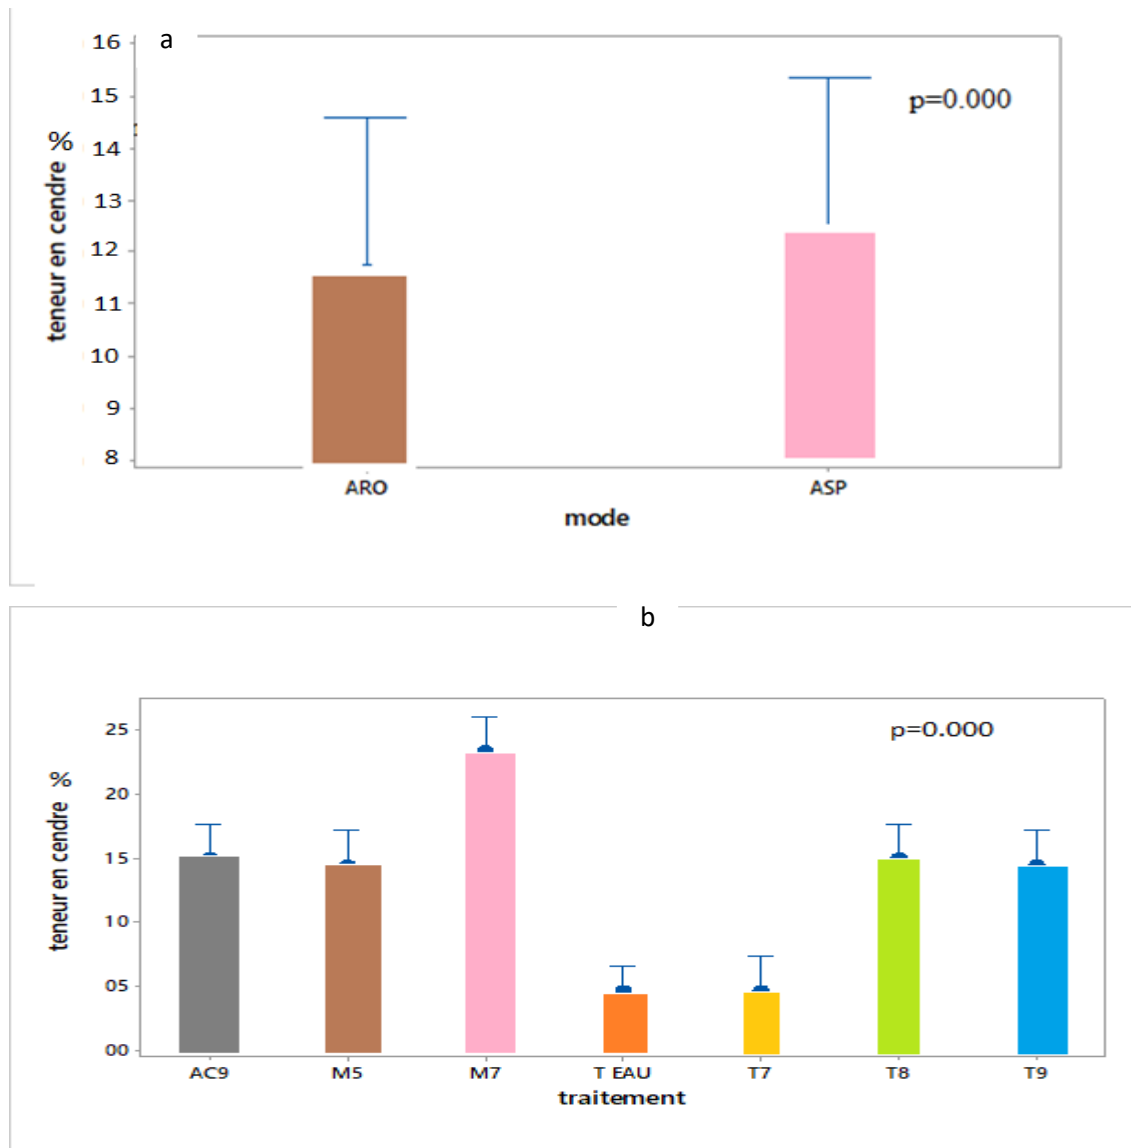 a
16
15
14
13
12
11
10
9
8
teneur en cendre %
p=0.000
ARO ASP
mode
b
25
20
15
10
05
00
teneur en cendre %
p=0.000
AC9 M5 M7 T EAU T7 T8 T9
traitement